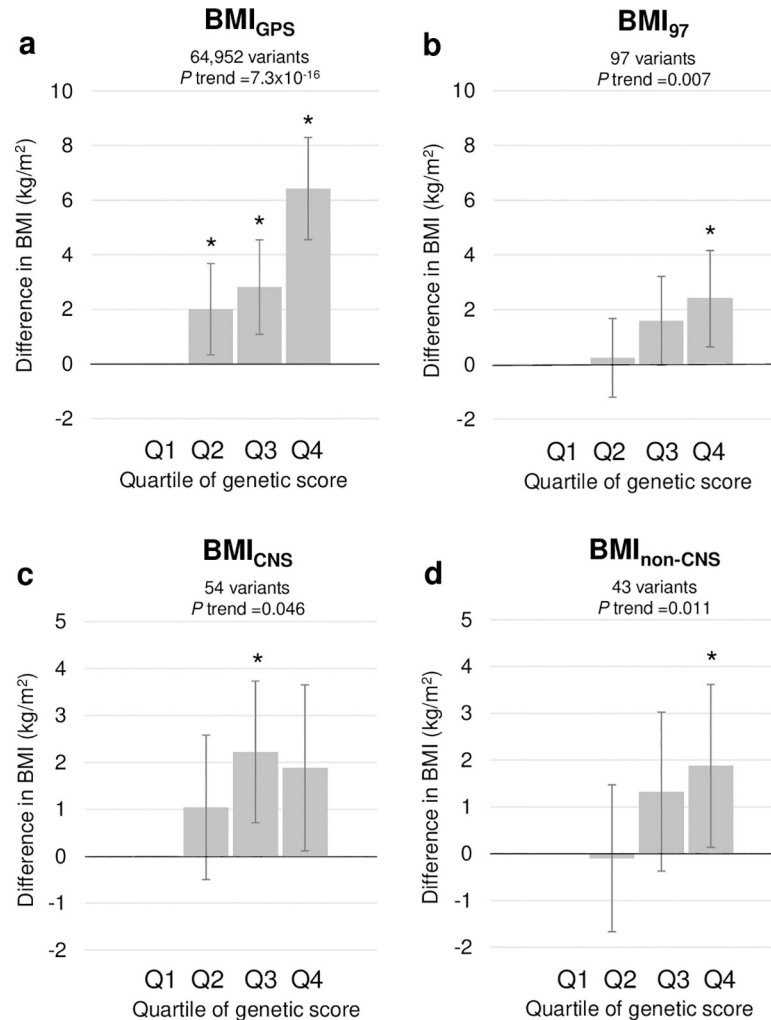 a
BMI_GPS
64,952 variants
P trend =7.3x10^-16
Difference in BMI (kg/m²)
10
8
6
4
2
0
-2
*
*
*
Q1 Q2 Q3 Q4
Quartile of genetic score
b
BMI_97
97 variants
P trend =0.007
Difference in BMI (kg/m²)
10
8
6
4
2
0
-2
*
Q1 Q2 Q3 Q4
Quartile of genetic score
c
BMI_CNS
54 variants
P trend =0.046
Difference in BMI (kg/m²)
5
4
3
2
1
0
-1
-2
*
Q1 Q2 Q3 Q4
Quartile of genetic score
d
BMI_non-CNS
43 variants
P trend =0.011
Difference in BMI (kg/m²)
5
4
3
2
1
0
-1
-2
*
Q1 Q2 Q3 Q4
Quartile of genetic score